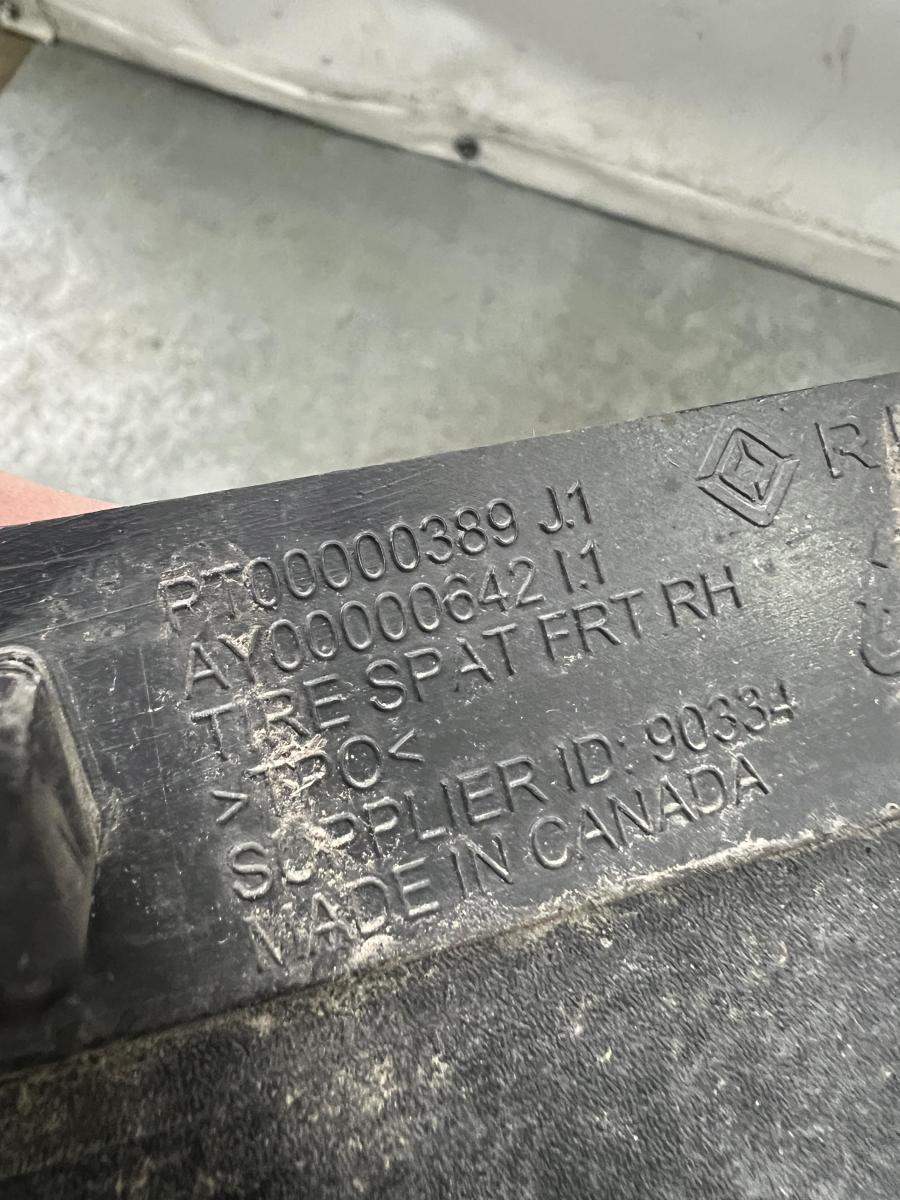 PT00000389 J.1
AY00000642 I.1
TIRE SPAT FRT RH
>TPO<
SUPPLIER ID: 90334
MADE IN CANADA